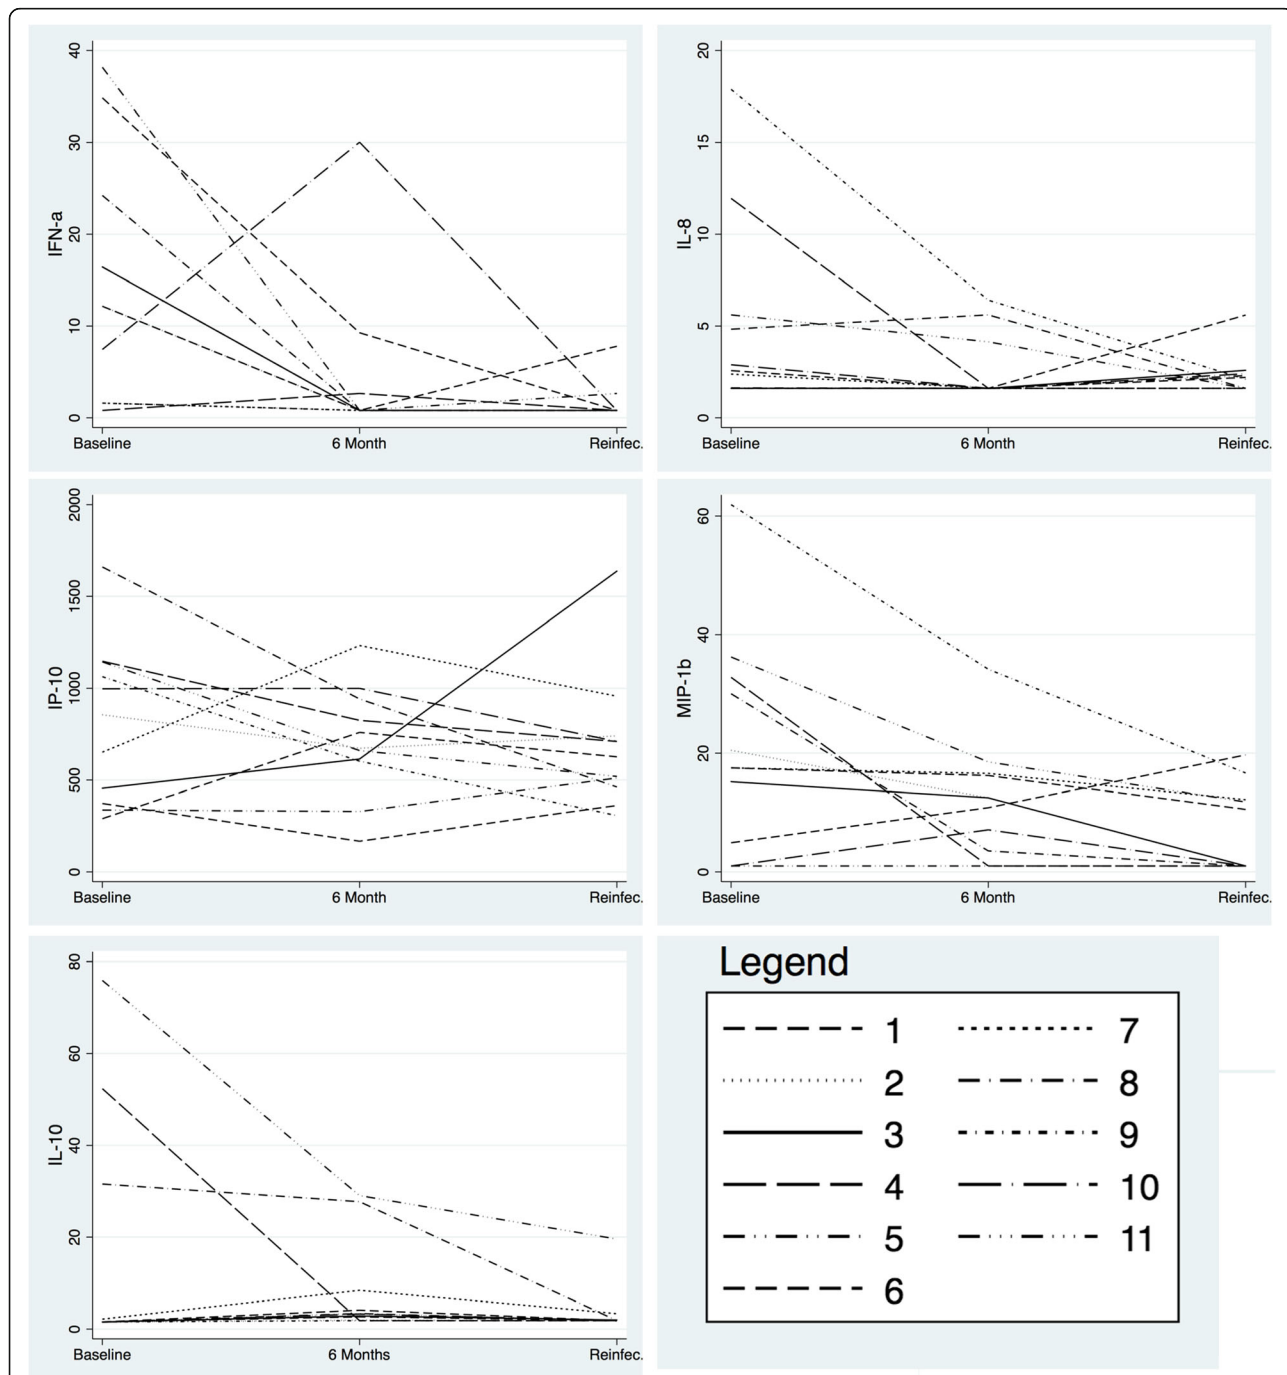 40
30
20
10
0
IFN-a
Baseline 6 Month Reinfec.
20
15
10
5
0
IL-8
Baseline 6 Month Reinfec.
2000
1500
1000
500
0
IP-10
Baseline 6 Month Reinfec.
60
40
20
0
MIP-1b
Baseline 6 Month Reinfec.
80
60
40
20
0
IL-10
Baseline 6 Months Reinfec.
Legend
1 7
2 8
3 9
4 10
5 11
6